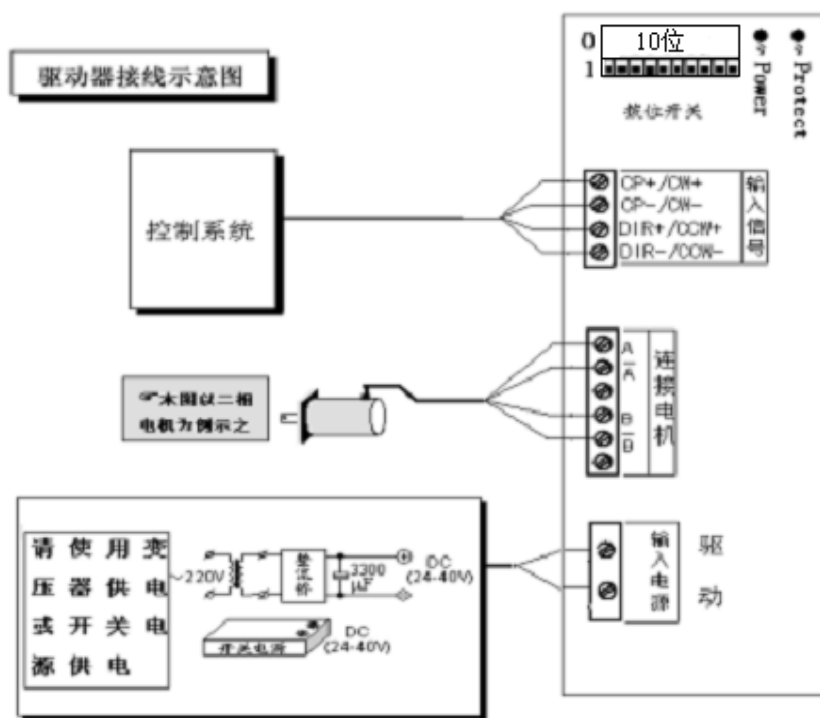 驱动器接线示意图
0
10位
1
拔位开关
Power
Protect
控制系统
CP+/CW+
CP-/CW-
DIR+/CCW+
DIR-/CCW-
输入信号
本图以二相
电机为例示之
A
A
B
B
连接电机
请使用变
压器供电
或开关电
源供电
~220V
整流桥
3300
μF
DC
(24-40V)
开关电源
DC
(24-40V)
输入电源
驱动